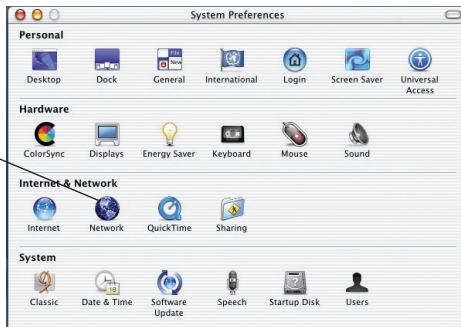 System Preferences
Personal
Desktop Dock General International Login Screen Saver Universal Access
Hardware
ColorSync Displays Energy Saver Keyboard Mouse Sound
Internet & Network
Internet Network QuickTime Sharing
System
Classic Date & Time Software Update Speech Startup Disk Users